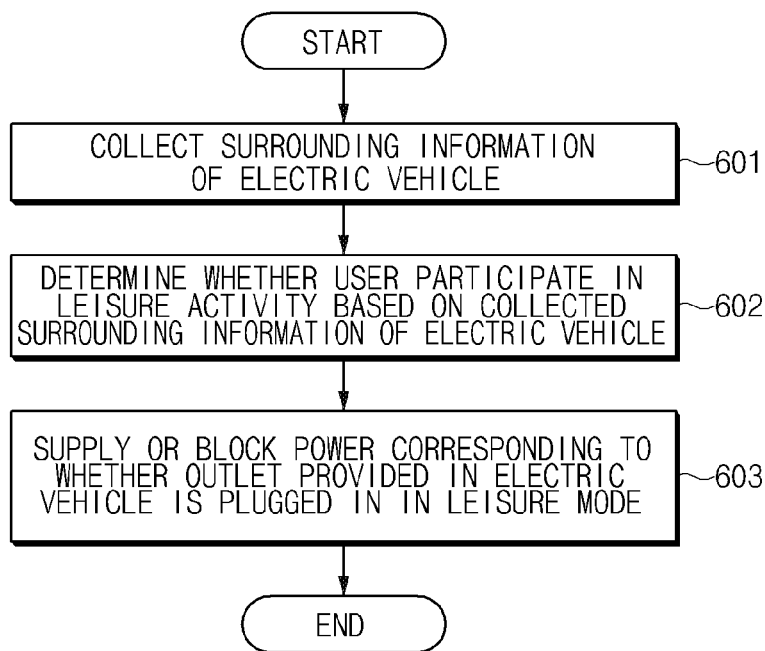 START
COLLECT SURROUNDING INFORMATION
OF ELECTRIC VEHICLE
601
DETERMINE WHETHER USER PARTICIPATE IN
LEISURE ACTIVITY BASED ON COLLECTED
SURROUNDING INFORMATION OF ELECTRIC VEHICLE
602
SUPPLY OR BLOCK POWER CORRESPONDING TO
WHETHER OUTLET PROVIDED IN ELECTRIC
VEHICLE IS PLUGGED IN IN LEISURE MODE
603
END